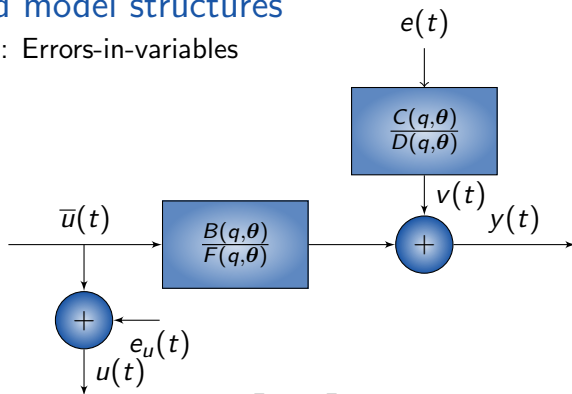 d model structures
: Errors-in-variables
e(t)
C(q,θ)
D(q,θ)
v(t)
u̅(t)
B(q,θ)
F(q,θ)
+
y(t)
+
e_u(t)
u(t)